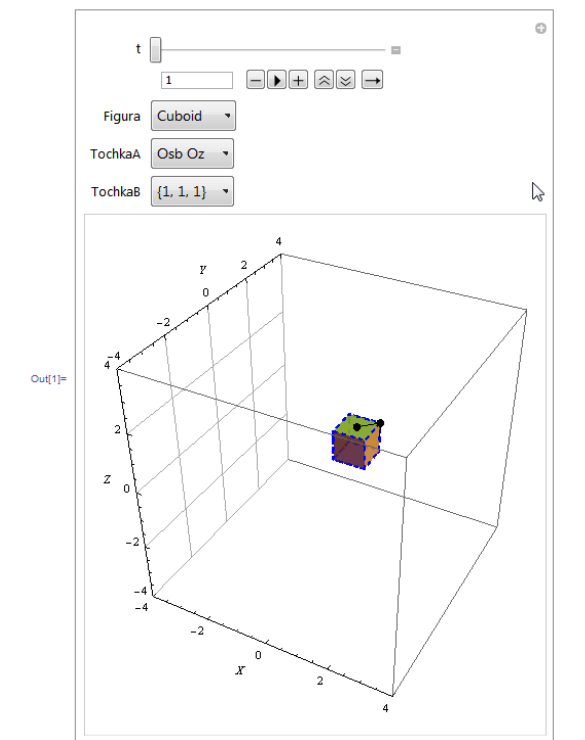 t
1
Figura Cuboid
TochkaA Osb Oz
TochkaB {1, 1, 1}
4
Y 2
0
-2
-4
4
Out[1]=
2
Z 0
-2
-4
-4
-2
0
X
2
4